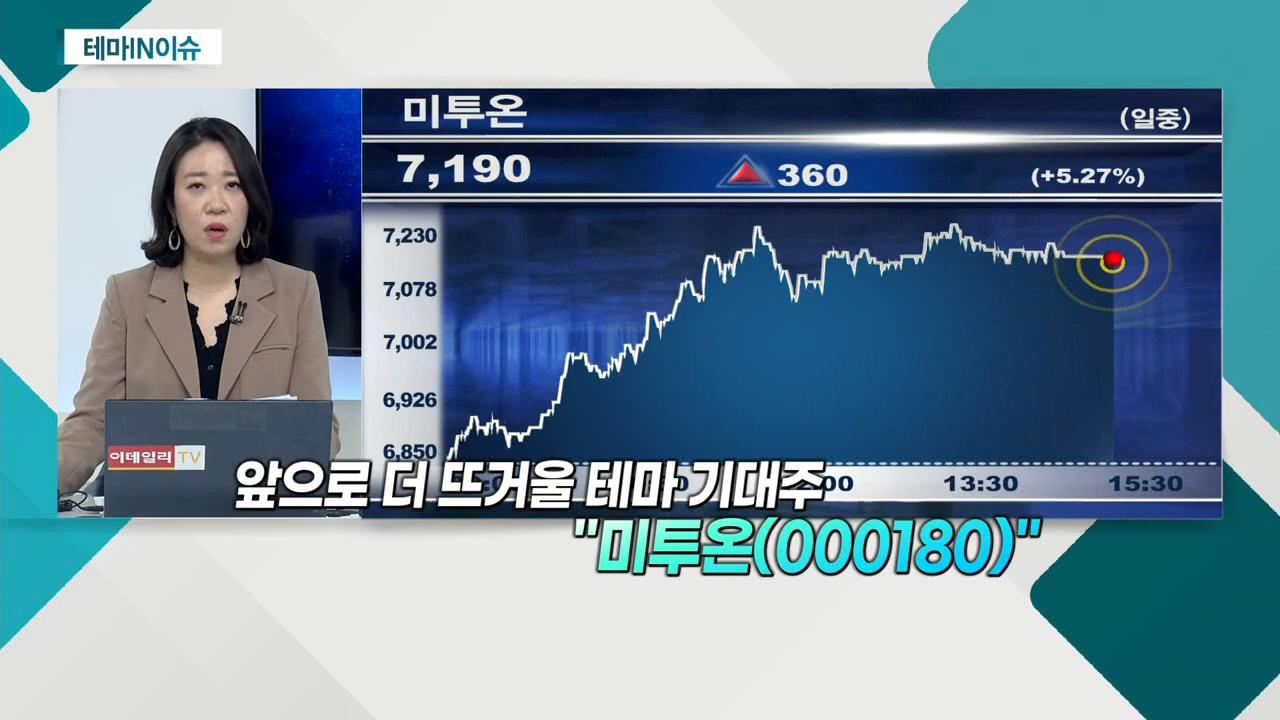 테마IN이슈
미투온
(일중)
7,190
▲ 360
(+5.27%)
7,230
7,078
7,002
6,926
6,850
13:30
15:30
이데일리 TV
앞으로 더 뜨거울 테마 기대주
"미투온(000180)"